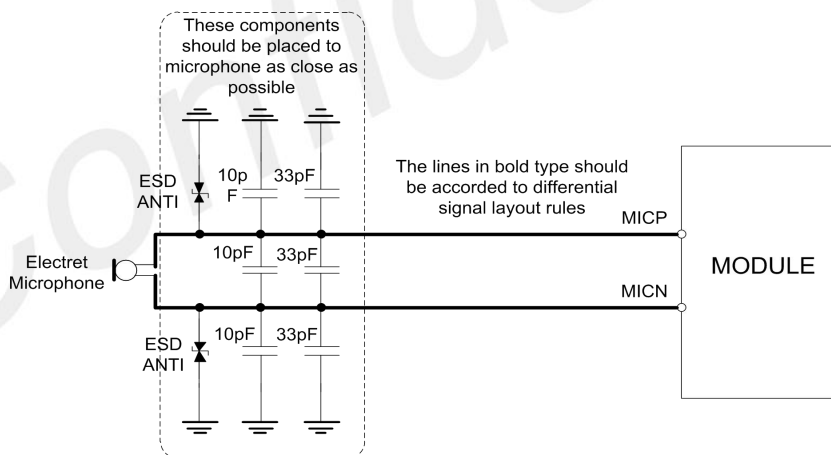 These components
should be placed to
microphone as close as
possible
ESD
ANTI
10p
F
33pF
The lines in bold type should
be accorded to differential
signal layout rules
MICP
Electret
Microphone
10pF
33pF
MODULE
MICN
ESD
ANTI
10pF
33pF